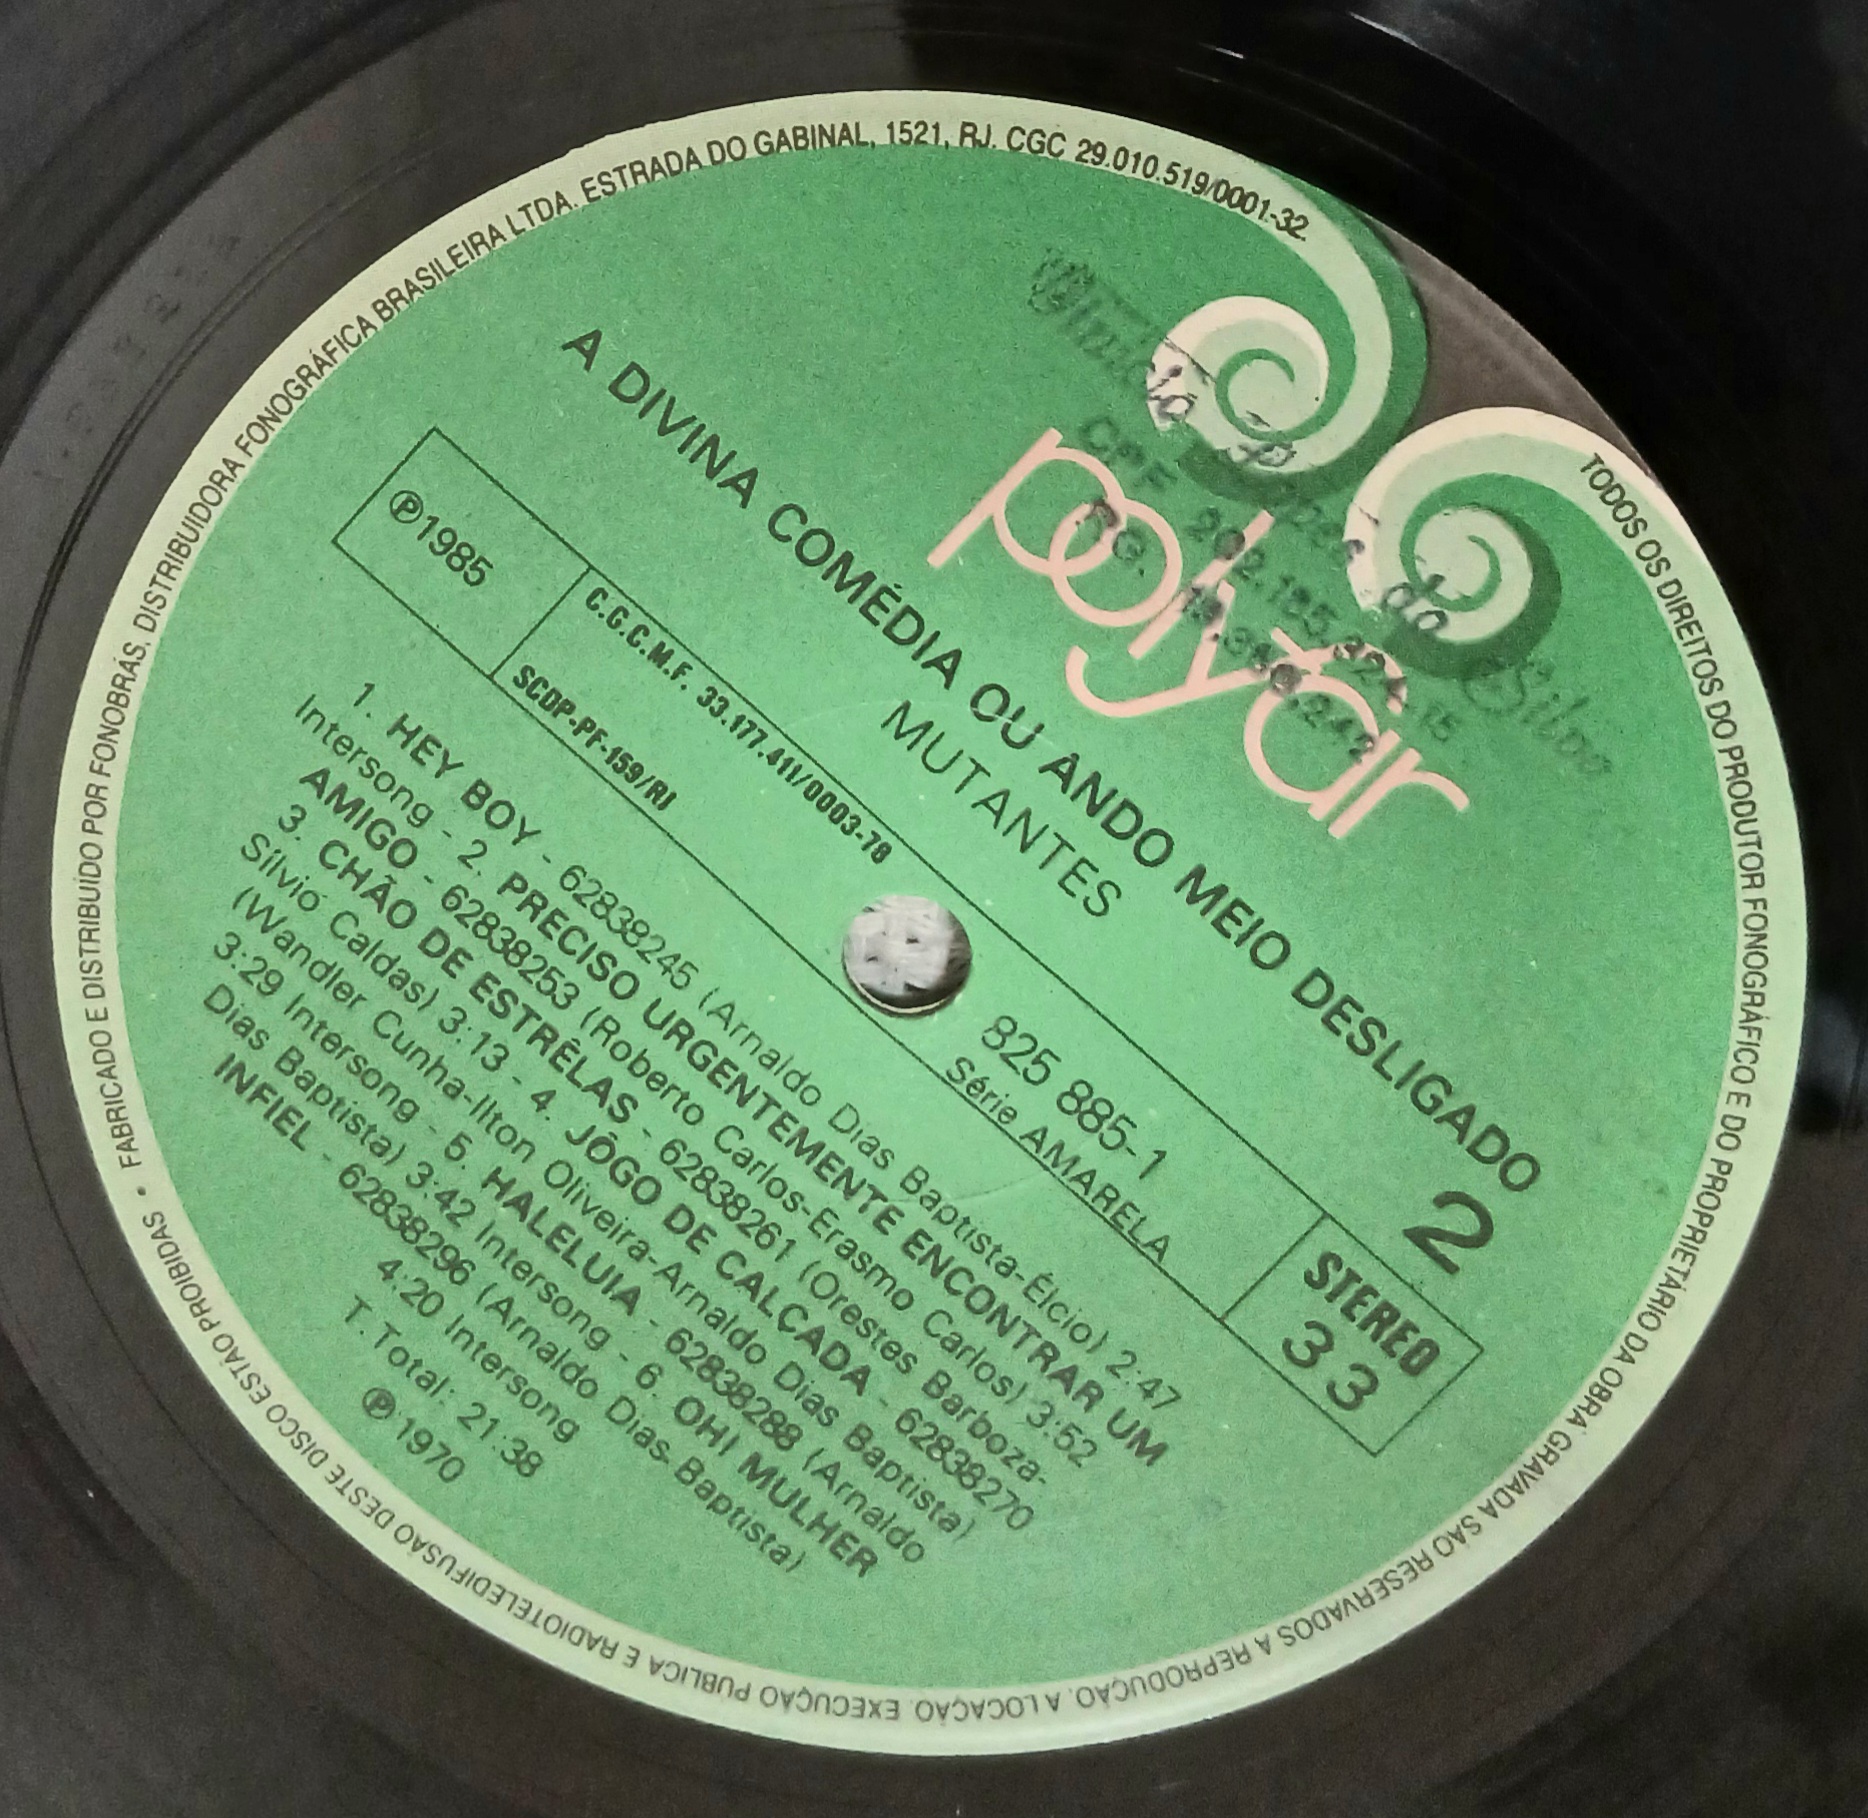 FABRICADO E DISTRIBUÍDO POR FONOBRÁS, DISTRIBUIDORA FONOGRÁFICA BRASILEIRA LTDA. ESTRADA DO GABINAL, 1521, RJ. CGC 29.010.519/0001-32.
TODOS OS DIREITOS DO PRODUTOR FONOGRÁFICO E DO PROPRIETÁRIO DA OBRA GRAVADA SÃO RESERVADOS A REPRODUÇÃO, A LOCAÇÃO, EXECUÇÃO PÚBLICA E RADIOTELEDIFUSÃO DESTE DISCO ESTÃO PROIBIDAS •
polyfar
Silva
CPF
RG.
A DIVINA COMÉDIA OU ANDO MEIO DESLIGADO
MUTANTES
2
Ⓟ1985
C.G.C.M.F. 33.177.411/0003-78
SCDP-PF-159/RJ
825 885-1
Série AMARELA
STEREO
33
1. HEY BOY - 62838245 (Arnaldo Dias Baptista-Élcio) 2:47
Intersong - 2. PRECISO URGENTEMENTE ENCONTRAR UM
AMIGO - 62838253 (Roberto Carlos-Erasmo Carlos) 3:52
3. CHÃO DE ESTRÊLAS - 62838261 (Orestes Barboza-
Silvio Caldas) 3:13 - 4. JÔGO DE CALÇADA - 62838270
(Wandler Cunha-Ilton Oliveira-Arnaldo Dias Baptista)
3:29 Intersong - 5. HALELUIA - 62838288 (Arnaldo
Dias Baptista) 3:42 Intersong - 6. OH! MULHER
INFIEL - 62838296 (Arnaldo Dias Baptista)
4:20 Intersong
T. Total: 21:38
Ⓟ 1970